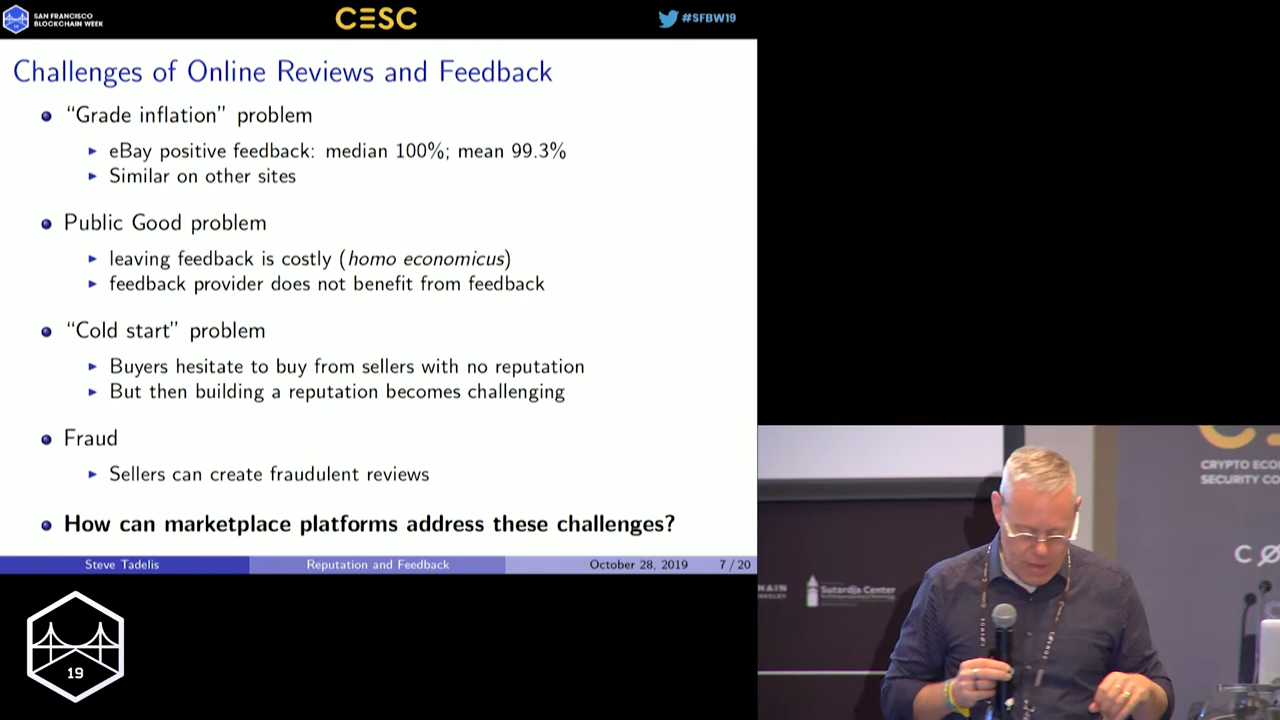 SAN FRANCISCO
BLOCKCHAIN WEEK
CESC
#SFBW19
Challenges of Online Reviews and Feedback
“Grade inflation” problem
eBay positive feedback: median 100%; mean 99.3%
Similar on other sites
Public Good problem
leaving feedback is costly (homo economicus)
feedback provider does not benefit from feedback
“Cold start” problem
Buyers hesitate to buy from sellers with no reputation
But then building a reputation becomes challenging
Fraud
Sellers can create fraudulent reviews
How can marketplace platforms address these challenges?
Steve Tadelis
Reputation and Feedback
October 28, 2019
7 / 20
19
CRYPTO ECO
SECURITY CO
Sutardja Center